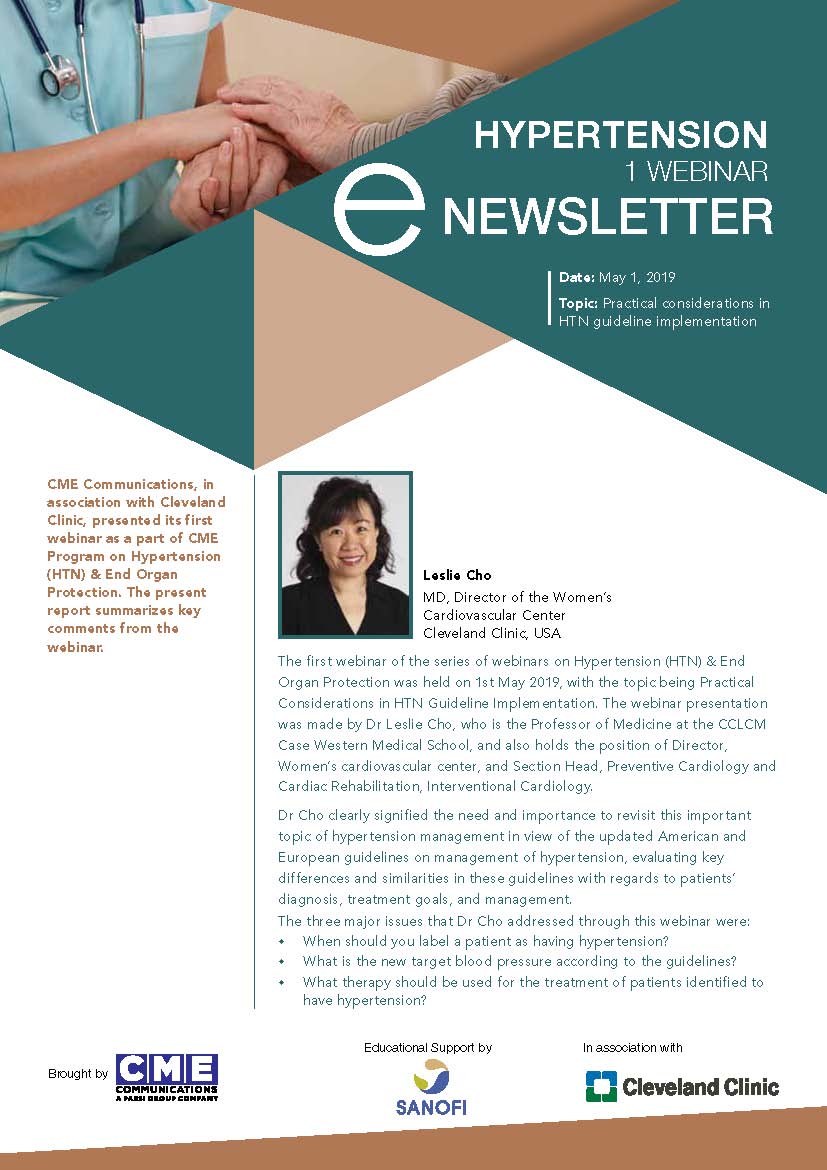 HYPERTENSION
1 WEBINAR
e NEWSLETTER
Date: May 1, 2019
Topic: Practical considerations in
HTN guideline implementation
CME Communications, in
association with Cleveland
Clinic, presented its first
webinar as a part of CME
Program on Hypertension
(HTN) & End Organ
Protection. The present
report summarizes key
comments from the
webinar.
Leslie Cho
MD, Director of the Women's
Cardiovascular Center
Cleveland Clinic, USA
The first webinar of the series of webinars on Hypertension (HTN) & End
Organ Protection was held on 1st May 2019, with the topic being Practical
Considerations in HTN Guideline Implementation. The webinar presentation
was made by Dr Leslie Cho, who is the Professor of Medicine at the CCLCM
Case Western Medical School, and also holds the position of Director,
Women's cardiovascular center, and Section Head, Preventive Cardiology and
Cardiac Rehabilitation, Interventional Cardiology.
Dr Cho clearly signified the need and importance to revisit this important
topic of hypertension management in view of the updated American and
European guidelines on management of hypertension, evaluating key
differences and similarities in these guidelines with regards to patients'
diagnosis, treatment goals, and management.
The three major issues that Dr Cho addressed through this webinar were:
• When should you label a patient as having hypertension?
• What is the new target blood pressure according to the guidelines?
• What therapy should be used for the treatment of patients identified to
have hypertension?
Brought by
CME
COMMUNICATIONS
A PARSI GROUP COMPANY
Educational Support by
SANOFI
In association with
Cleveland Clinic